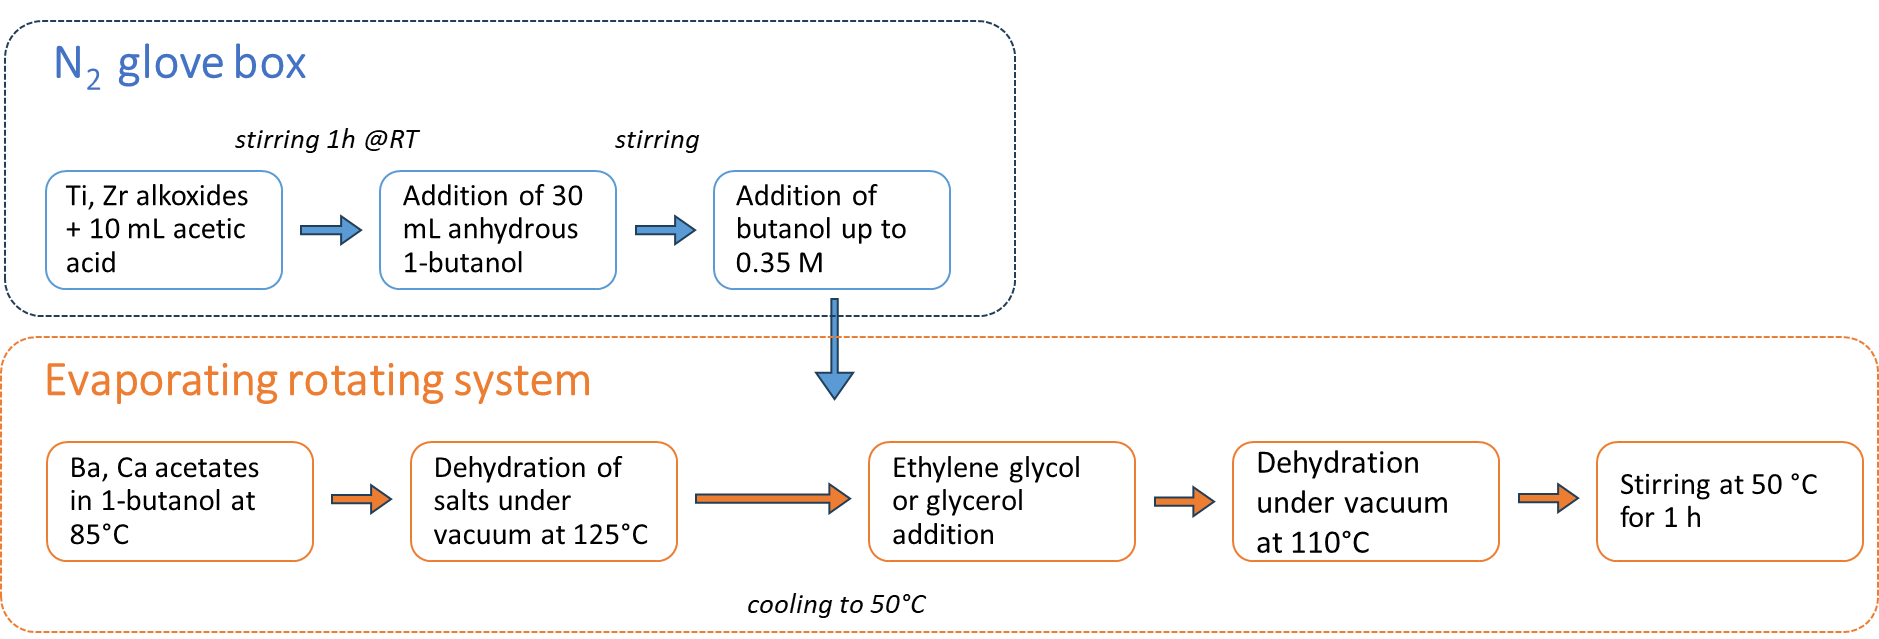 N₂ glove box
stirring 1h @RT
stirring
Ti, Zr alkoxides
+ 10 mL acetic
acid
Addition of 30
mL anhydrous
1-butanol
Addition of
butanol up to
0.35 M
Evaporating rotating system
Ba, Ca acetates
in 1-butanol at
85°C
Dehydration of
salts under
vacuum at 125°C
Ethylene glycol
or glycerol
addition
Dehydration
under vacuum
at 110°C
Stirring at 50 °C
for 1 h
cooling to 50°C